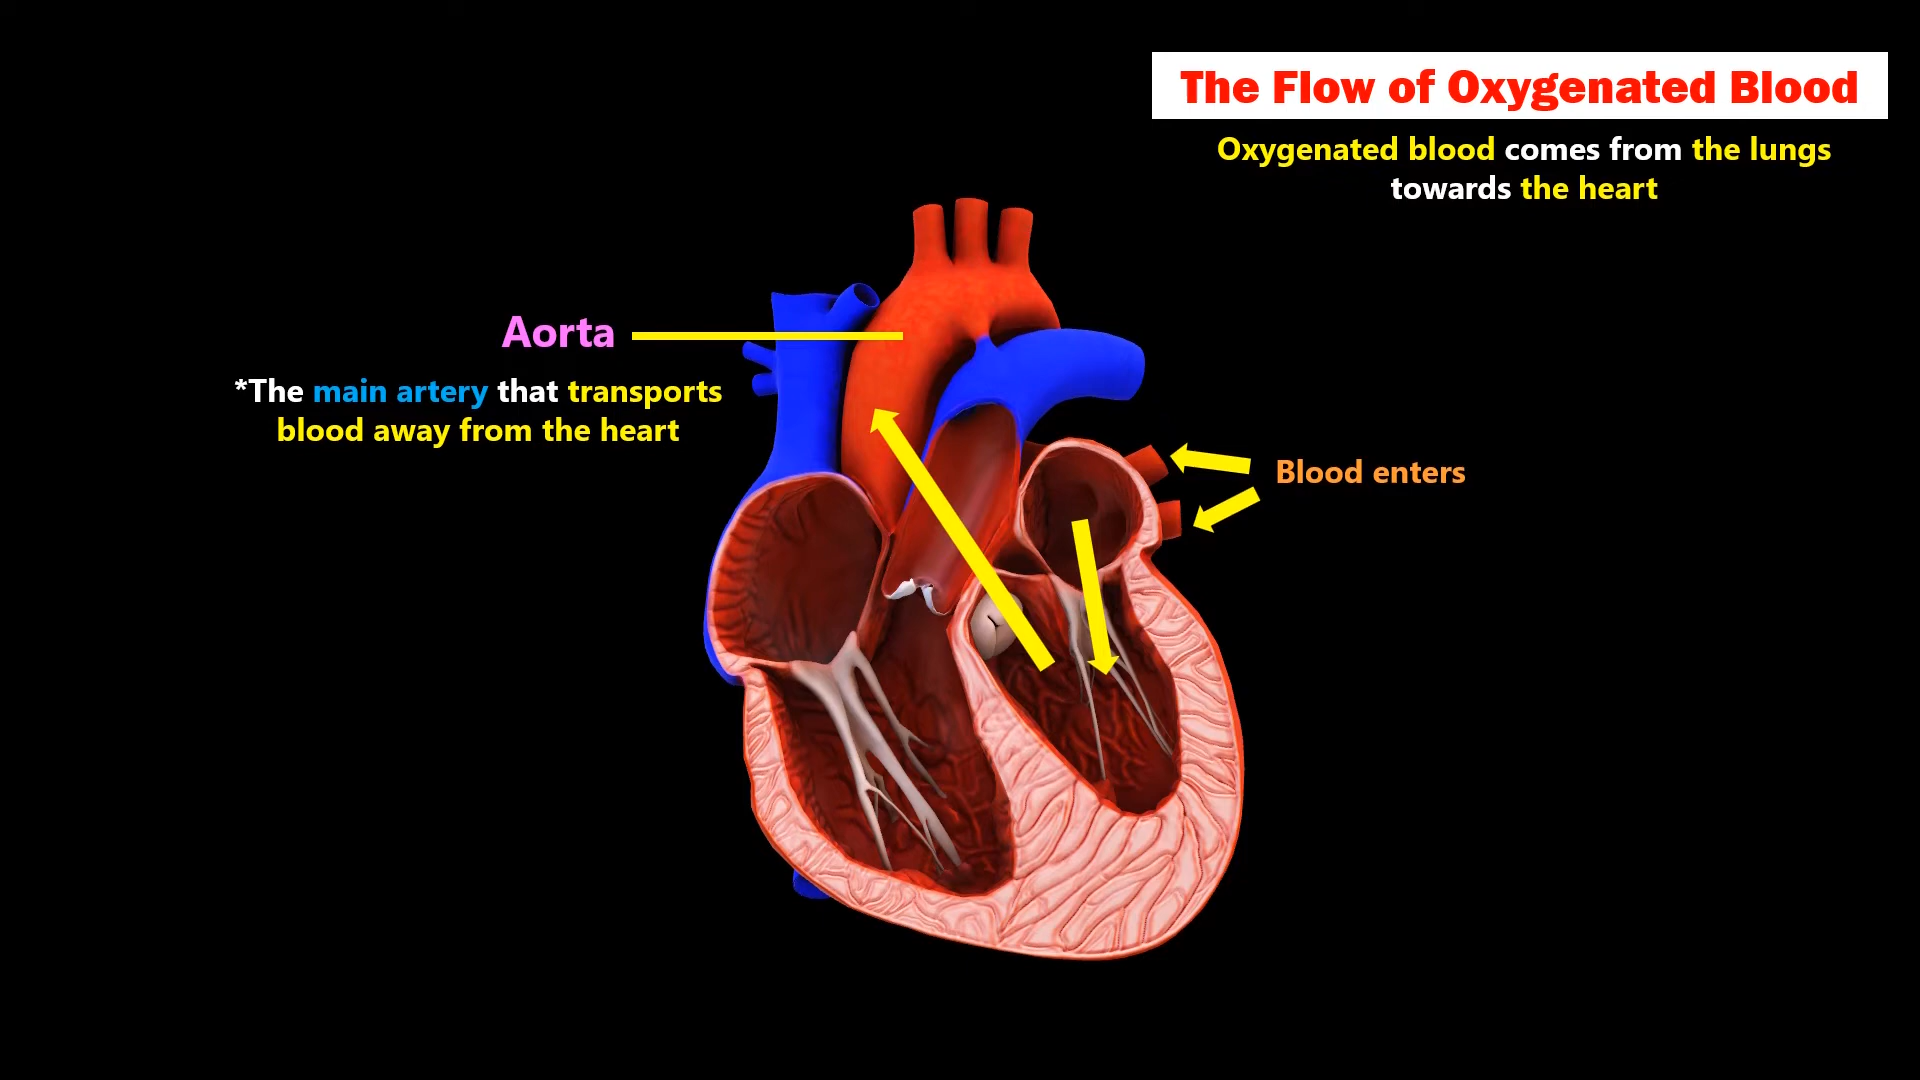 The Flow of Oxygenated Blood
Oxygenated blood comes from the lungs
towards the heart
Aorta
*The main artery that transports
blood away from the heart
Blood enters